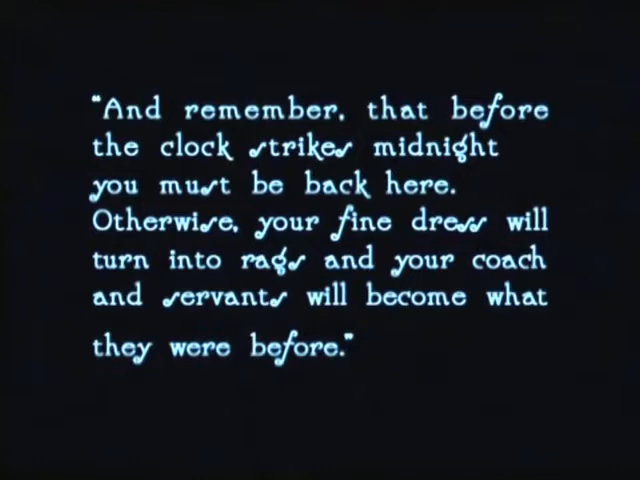 "And remember, that before
the clock strikes midnight
you must be back here.
Otherwise, your fine dress will
turn into rags and your coach
and servants will become what
they were before."